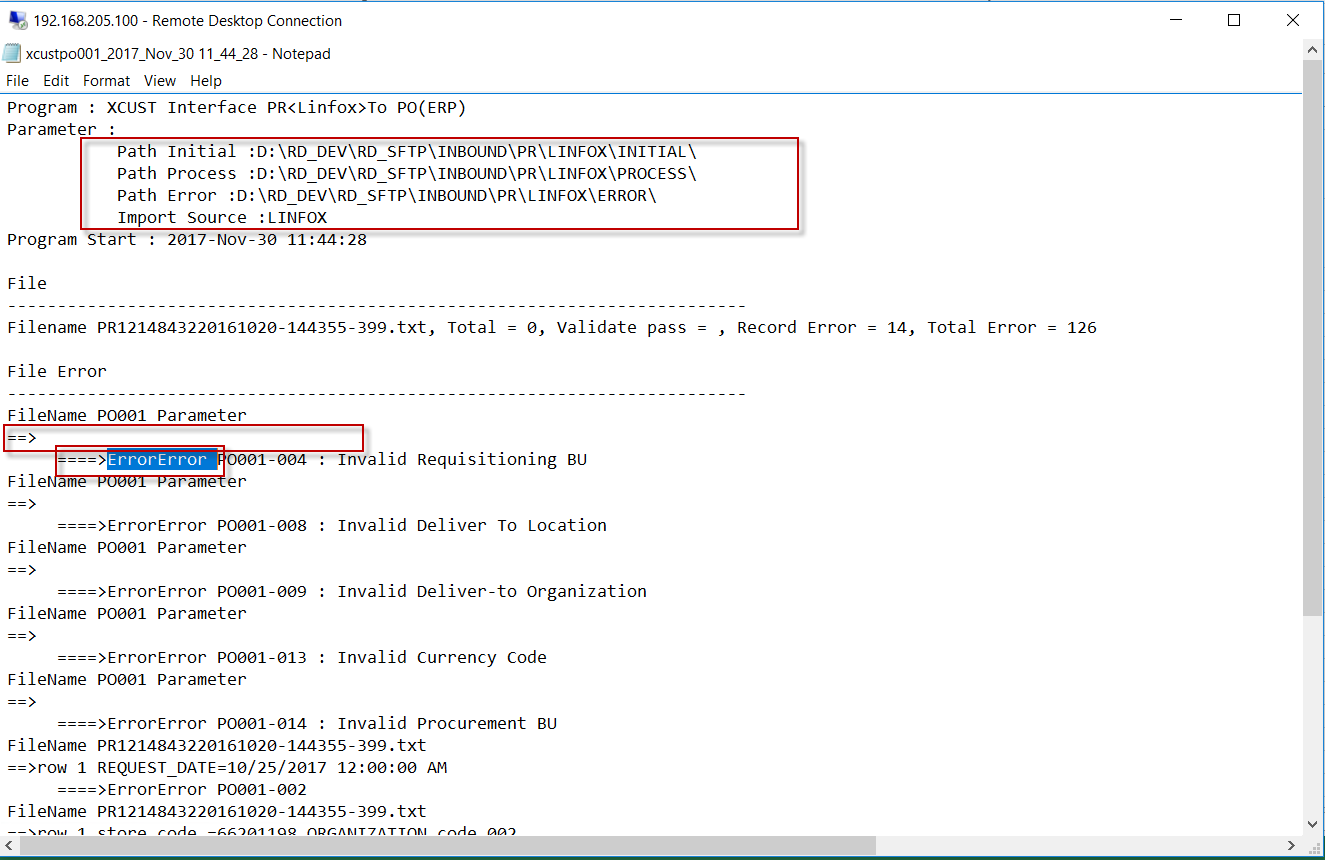 192.168.205.100 - Remote Desktop Connection
xcustpo001_2017_Nov_30 11_44_28 - Notepad
File Edit Format View Help
Program : XCUST Interface PR<Linfox>To PO(ERP)
Parameter :
Path Initial :D:\RD_DEV\RD_SFTP\INBOUND\PR\LINFOX\INITIAL\
Path Process :D:\RD_DEV\RD_SFTP\INBOUND\PR\LINFOX\PROCESS\
Path Error :D:\RD_DEV\RD_SFTP\INBOUND\PR\LINFOX\ERROR\
Import Source :LINFOX
Program Start : 2017-Nov-30 11:44:28
File
--------------------------------------------------------------------------
Filename PR1214843220161020-144355-399.txt, Total = 0, Validate pass = , Record Error = 14, Total Error = 126
File Error
--------------------------------------------------------------------------
FileName PO001 Parameter
==>
====>ErrorError PO001-004 : Invalid Requisitioning BU
FileName PO001 Parameter
==>
====>ErrorError PO001-008 : Invalid Deliver To Location
FileName PO001 Parameter
==>
====>ErrorError PO001-009 : Invalid Deliver-to Organization
FileName PO001 Parameter
==>
====>ErrorError PO001-013 : Invalid Currency Code
FileName PO001 Parameter
==>
====>ErrorError PO001-014 : Invalid Procurement BU
FileName PR1214843220161020-144355-399.txt
==>row 1 REQUEST_DATE=10/25/2017 12:00:00 AM
====>ErrorError PO001-002
FileName PR1214843220161020-144355-399.txt
==>row 1 store_code =66201198 ORGANIZATION_code 002